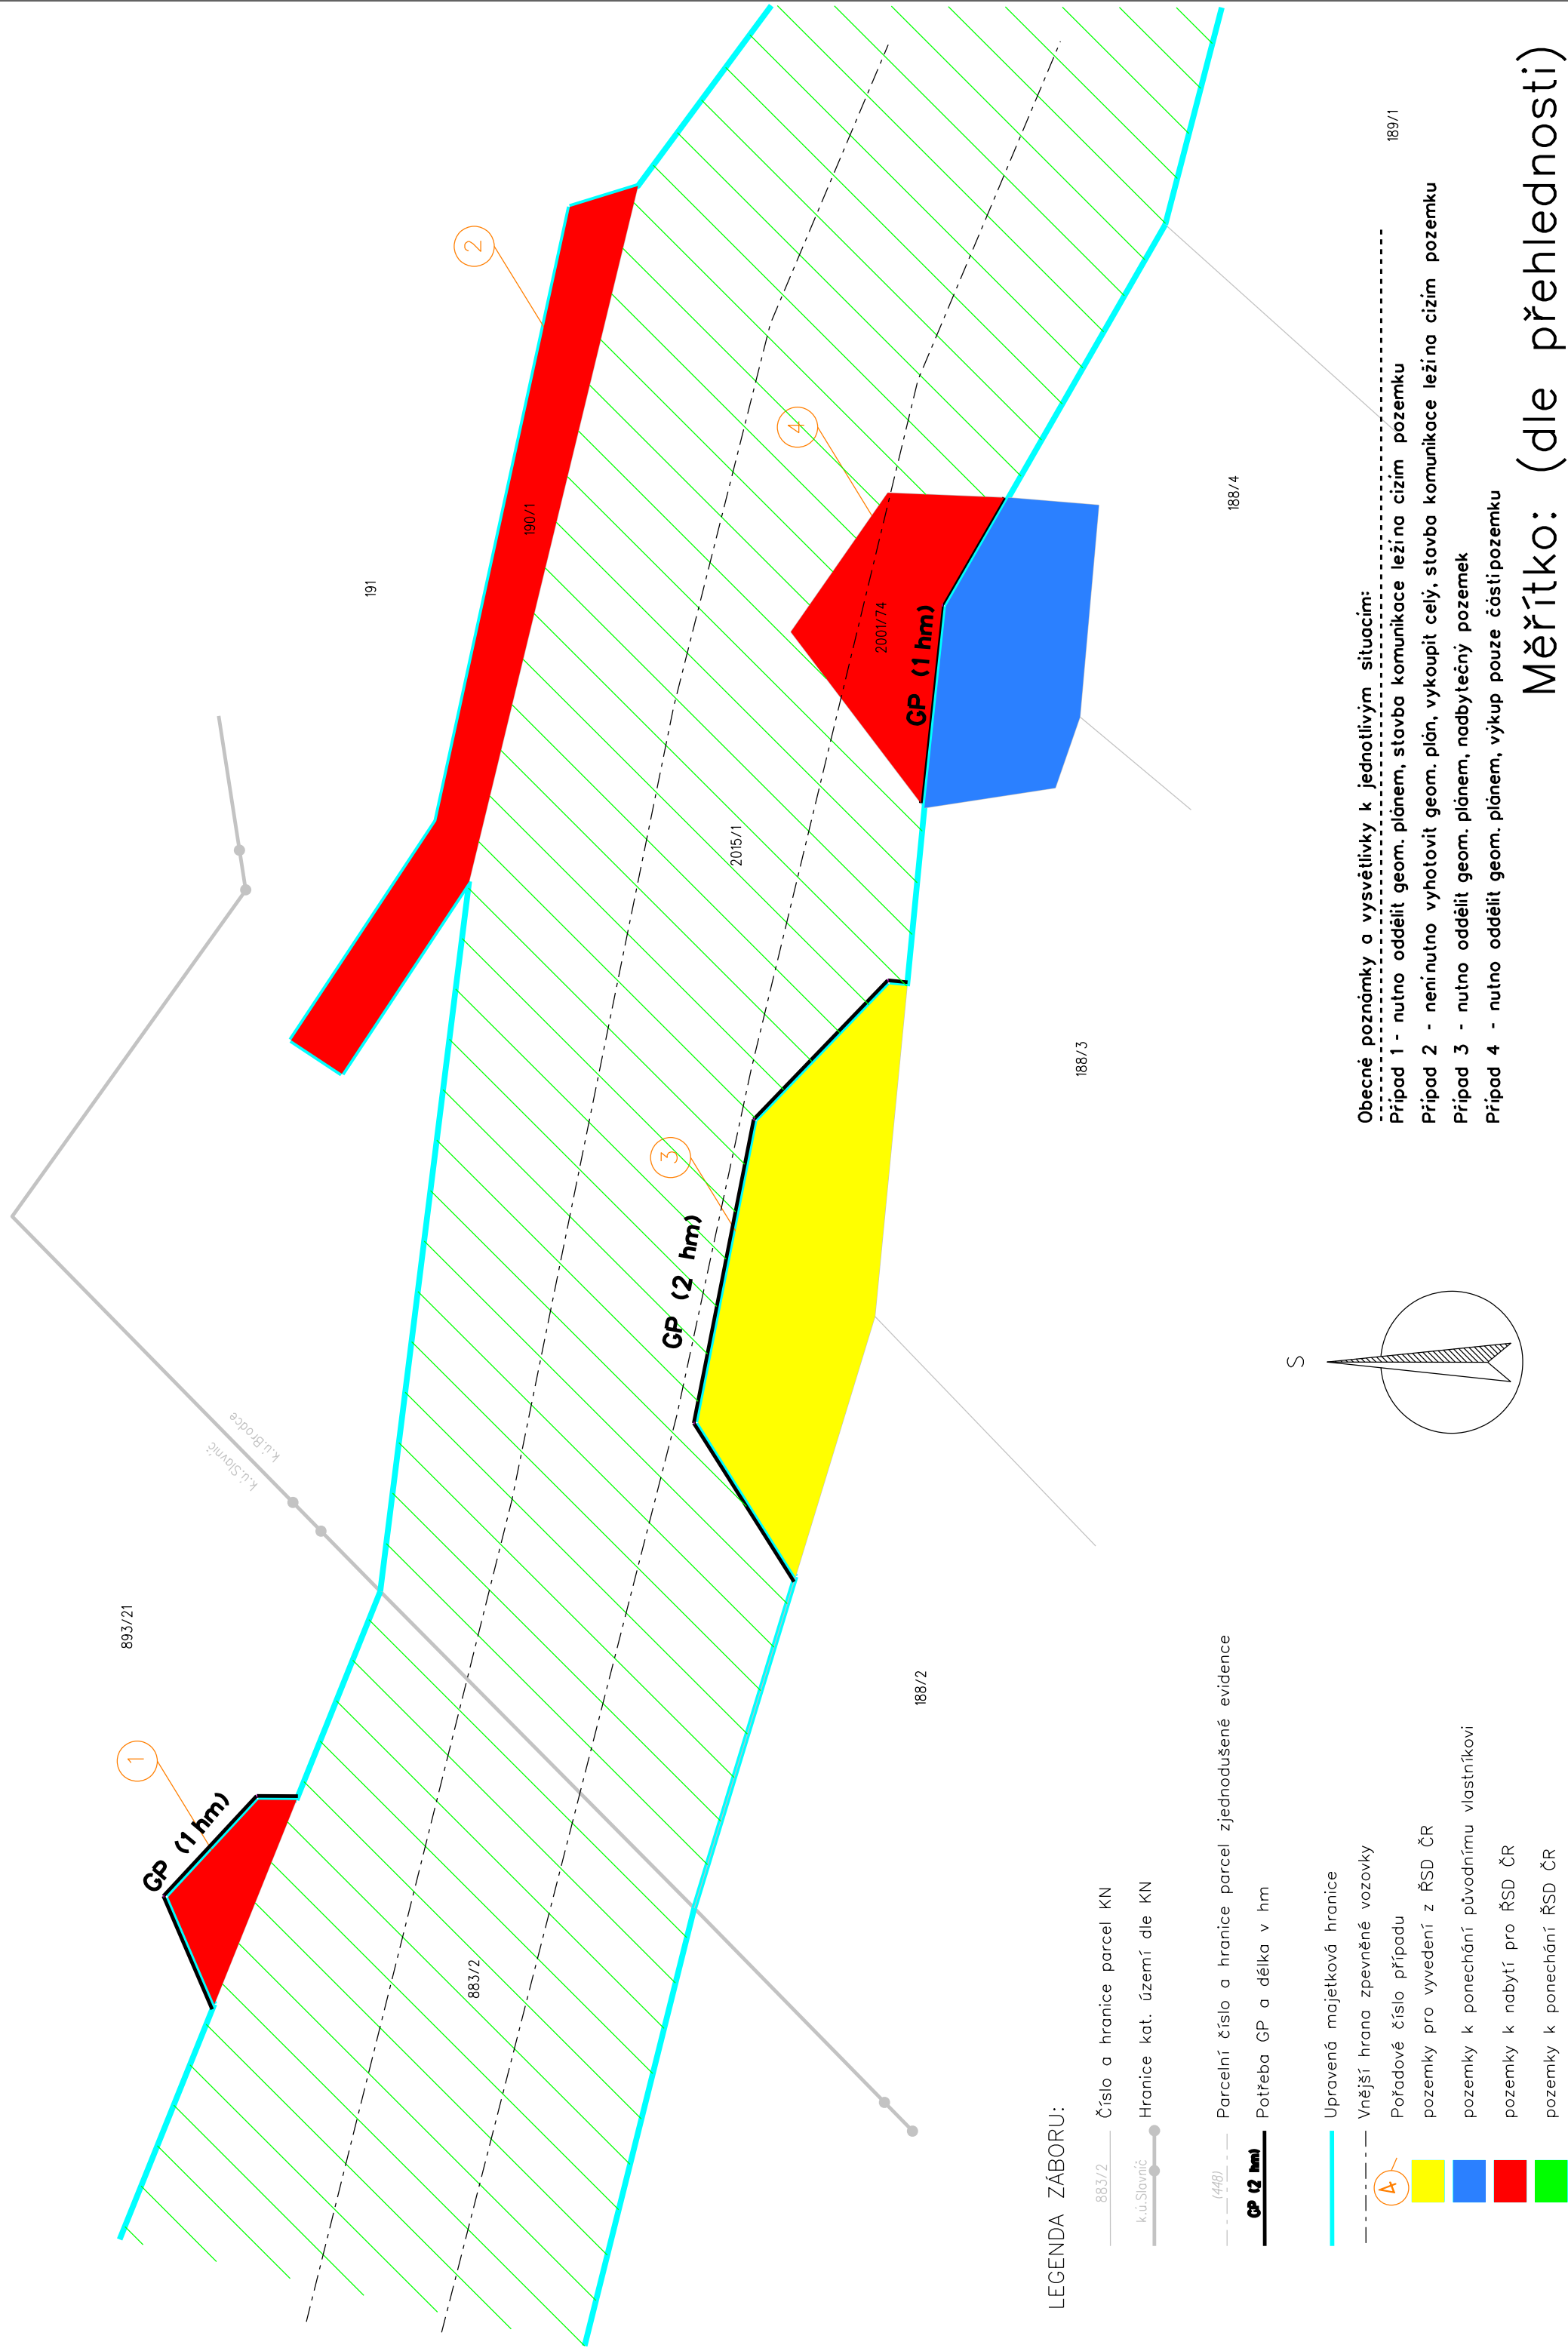 893/21
191
190/1
2015/1
2001/74
883/2
188/2
188/3
188/4
189/1
1
2
3
4
GP (1 hm)
GP (2 hm)
GP (1 hm)
k.ú.Slavníč
k.ú.Brodce
S
LEGENDA ZÁBORU:
883/2 Číslo a hranice parcel KN
k.ú.Slavníč Hranice kat. území dle KN
(448) Parcelní číslo a hranice parcel zjednodušené evidence
GP (2 hm) Potřeba GP a délka v hm
Upravená majetková hranice
Vnější hrana zpevněné vozovky
4 Pořadové číslo případu
pozemky pro vyvedení z ŘSD ČR
pozemky k ponechání původnímu vlastníkovi
pozemky k nabytí pro ŘSD ČR
pozemky k ponechání ŘSD ČR
Obecné poznámky a vysvětlivky k jednotlivým situacím:
Případ 1 - nutno oddělit geom. plánem, stavba komunikace leží na cizím pozemku
Případ 2 - není nutno vyhotovit geom. plán, vykoupit celý, stavba komunikace leží na cizím pozemku
Případ 3 - nutno oddělit geom. plánem, nadbytečný pozemek
Případ 4 - nutno oddělit geom. plánem, výkup pouze části pozemku
Měřítko: (dle přehlednosti)